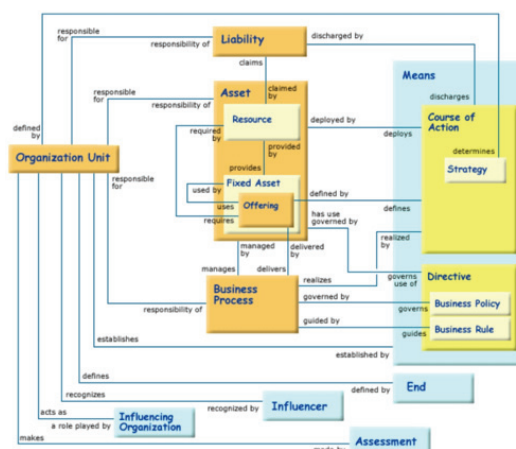 responsible
for
responsibility of
Liability
discharged by
claims
discharges
Means
responsible
for
responsibility of
Asset
claimed
by
Resource
required
by
deployed by
deploys
Course of
Action
determines
Strategy
defined
by
Organization Unit
responsible
for
provided
by
provides
Fixed Asset
used by
uses
requires
Offering
defined by
defines
has use
governed by
realized
by
managed
by
delivered
by
manages
delivers
Business
Process
responsibility of
realizes
governs
use of
Directive
governed by
governs
Business Policy
guided by
guides
Business Rule
establishes
established by
defines
defined by
End
recognizes
recognized by
Influencer
acts as
a role played by
Influencing
Organization
makes
made by
Assessment